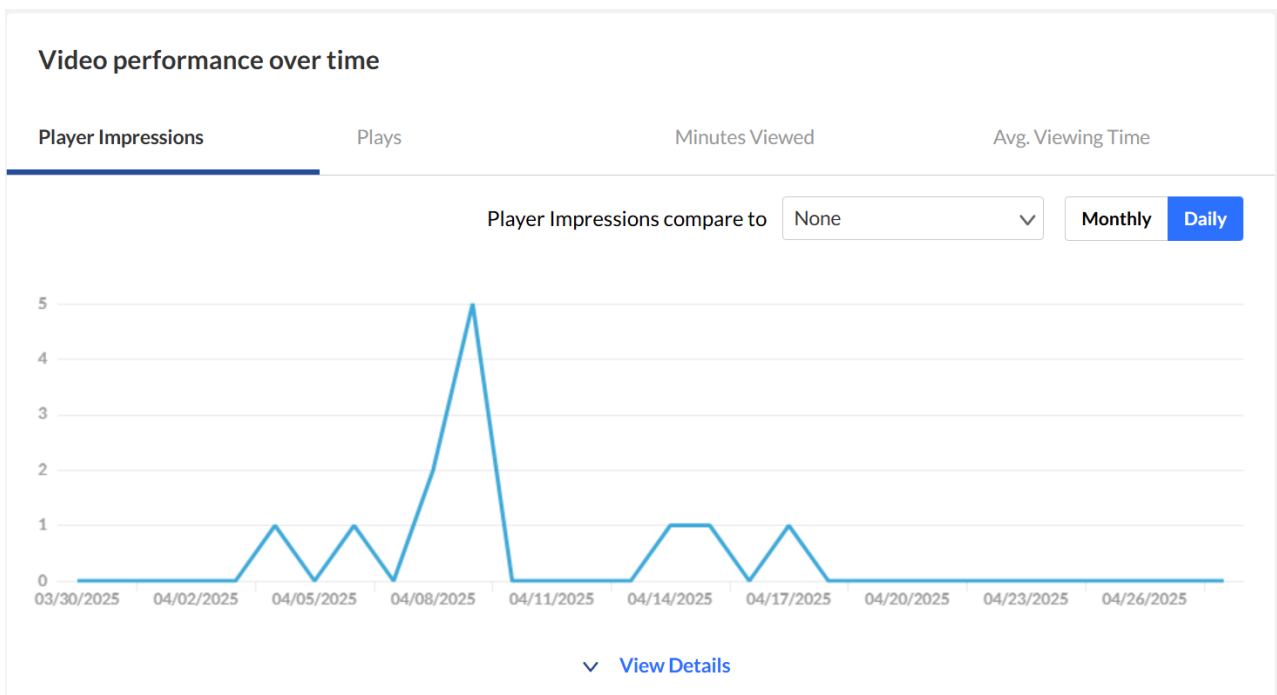 Video performance over time
Player Impressions Plays Minutes Viewed Avg. Viewing Time
Player Impressions compare to None Monthly Daily
5
4
3
2
1
0
03/30/2025 04/02/2025 04/05/2025 04/08/2025 04/11/2025 04/14/2025 04/17/2025 04/20/2025 04/23/2025 04/26/2025
View Details